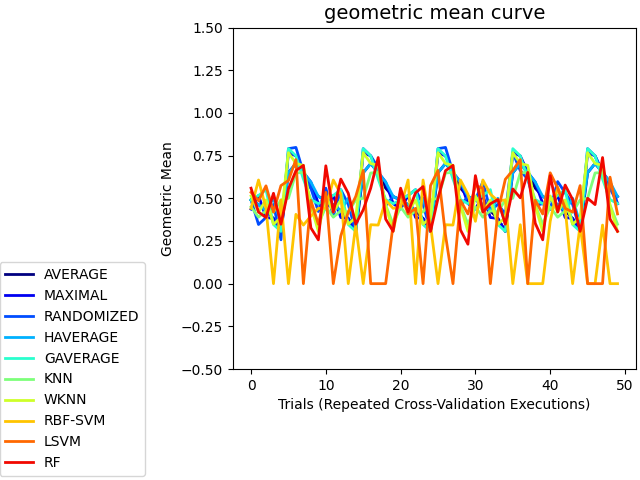 geometric mean curve
1.50
1.25
1.00
0.75
0.50
0.25
0.00
−0.25
−0.50
Geometric Mean
0
10
20
30
40
50
Trials (Repeated Cross-Validation Executions)
AVERAGE
MAXIMAL
RANDOMIZED
HAVERAGE
GAVERAGE
KNN
WKNN
RBF-SVM
LSVM
RF